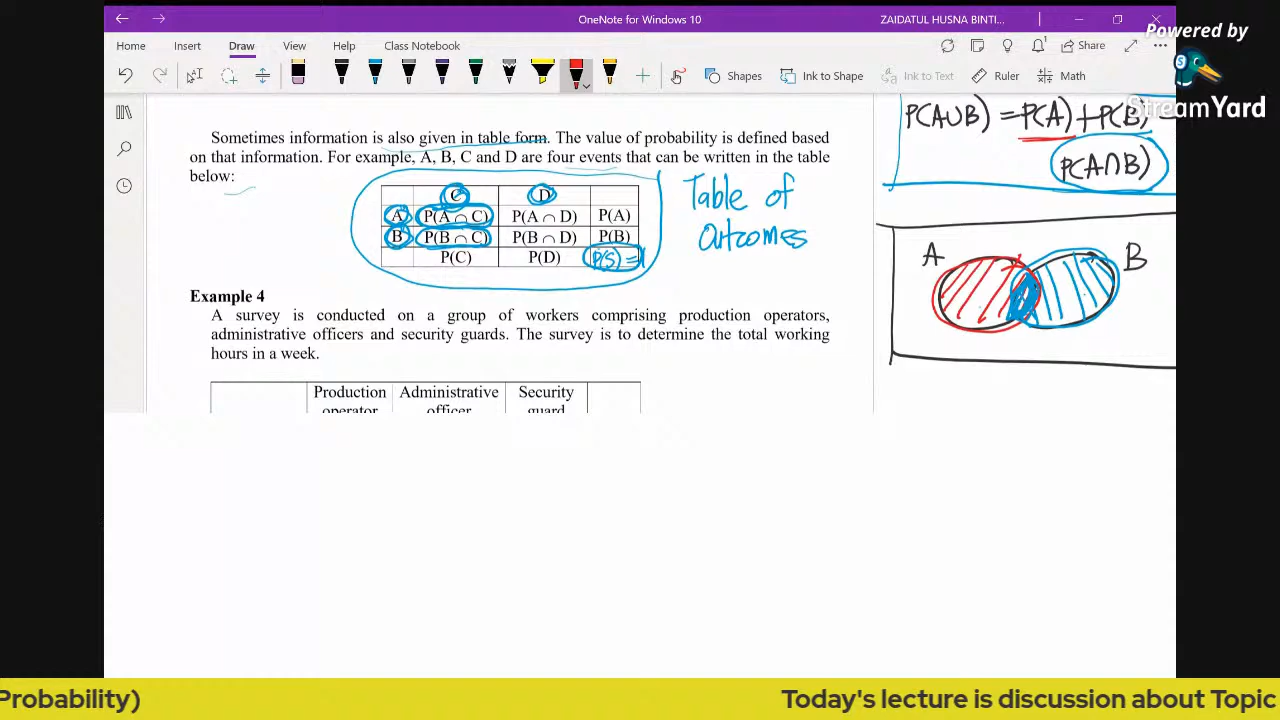 OneNote for Windows 10
ZAIDATUL HUSNA BINTI...
Powered by
StreamYard
Home Insert Draw View Help Class Notebook
Share
Shapes Ink to Shape Ink to Text Ruler Math
Sometimes information is also given in table form. The value of probability is defined based
on that information. For example, A, B, C and D are four events that can be written in the table
below:
C D
A P(A ∩ C) P(A ∩ D) P(A)
B P(B ∩ C) P(B ∩ D) P(B)
P(C) P(D) P(S) = 1
Table of
Outcomes
P(A∪B) = P(A) + P(B) -
P(A∩B)
A B
Example 4
A survey is conducted on a group of workers comprising production operators,
administrative officers and security guards. The survey is to determine the total working
hours in a week.
Production Administrative Security
operator officer guard
Probability)
Today's lecture is discussion about Topic